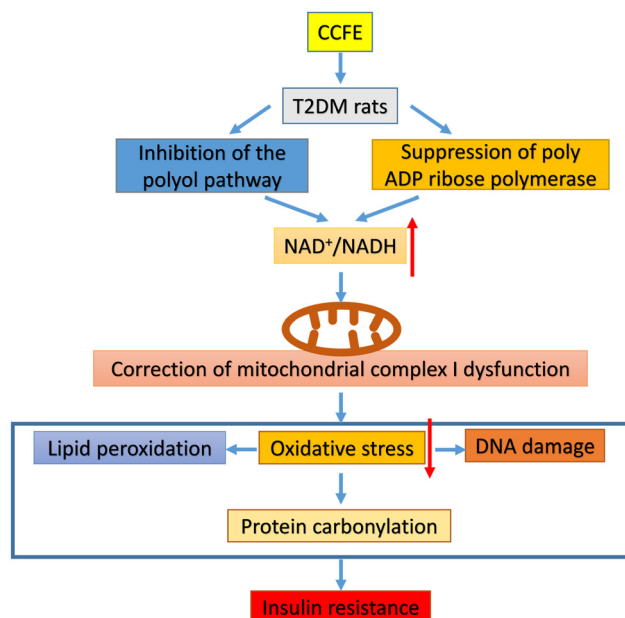 CCFE
T2DM rats
Inhibition of the
polyol pathway
Suppression of poly
ADP ribose polymerase
NAD⁺/NADH
Correction of mitochondrial complex I dysfunction
Lipid peroxidation
Oxidative stress
DNA damage
Protein carbonylation
Insulin resistance